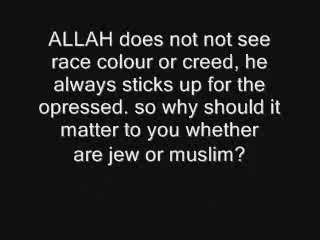 ALLAH does not not see
race colour or creed, he
always sticks up for the
opressed. so why should it
matter to you whether
are jew or muslim?